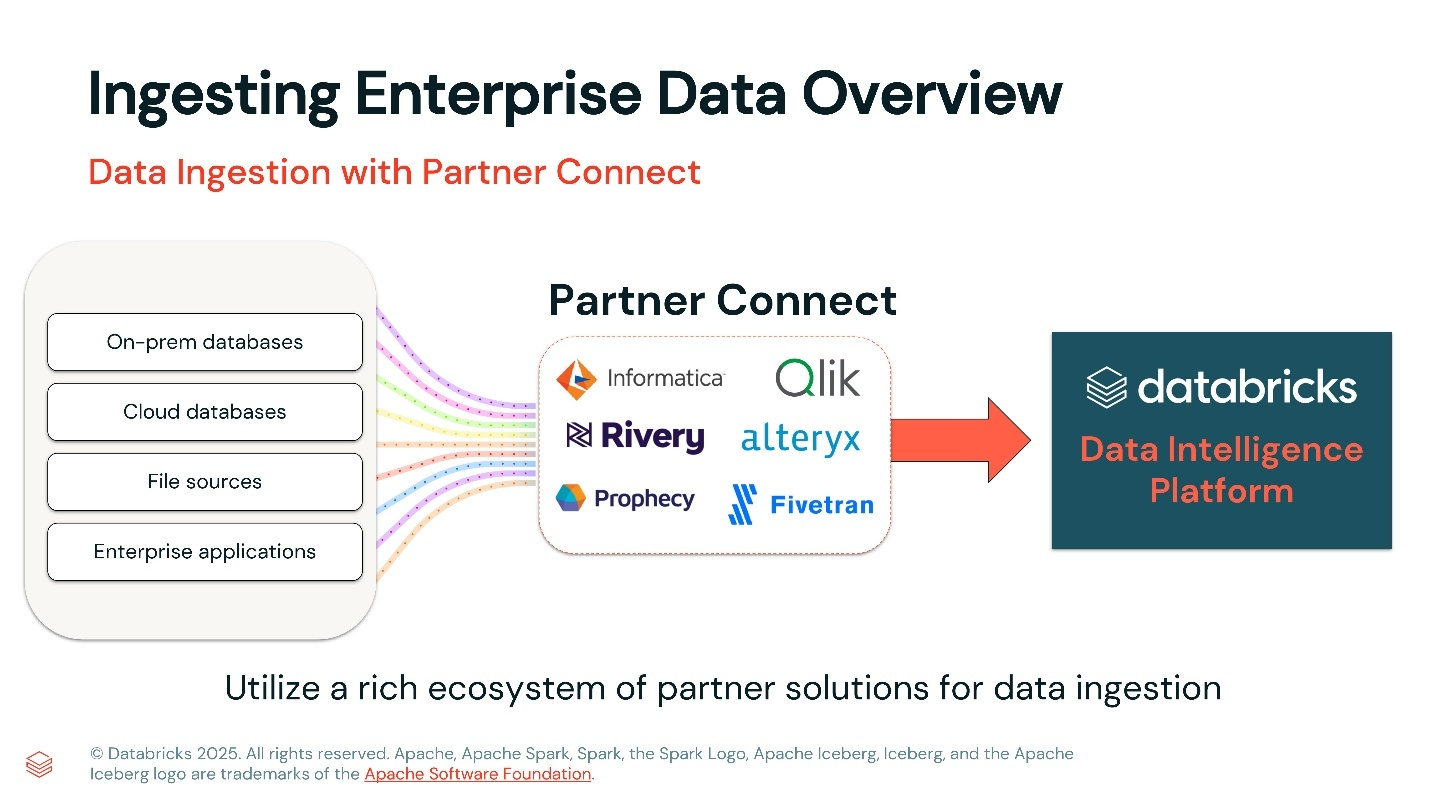 Ingesting Enterprise Data Overview
Data Ingestion with Partner Connect
On-prem databases
Cloud databases
File sources
Enterprise applications
Partner Connect
Informatica
Qlik
Rivery
alteryx
Prophecy
Fivetran
databricks
Data Intelligence
Platform
Utilize a rich ecosystem of partner solutions for data ingestion
© Databricks 2025. All rights reserved. Apache, Apache Spark, Spark, the Spark Logo, Apache Iceberg, Iceberg, and the Apache
Iceberg logo are trademarks of the Apache Software Foundation.